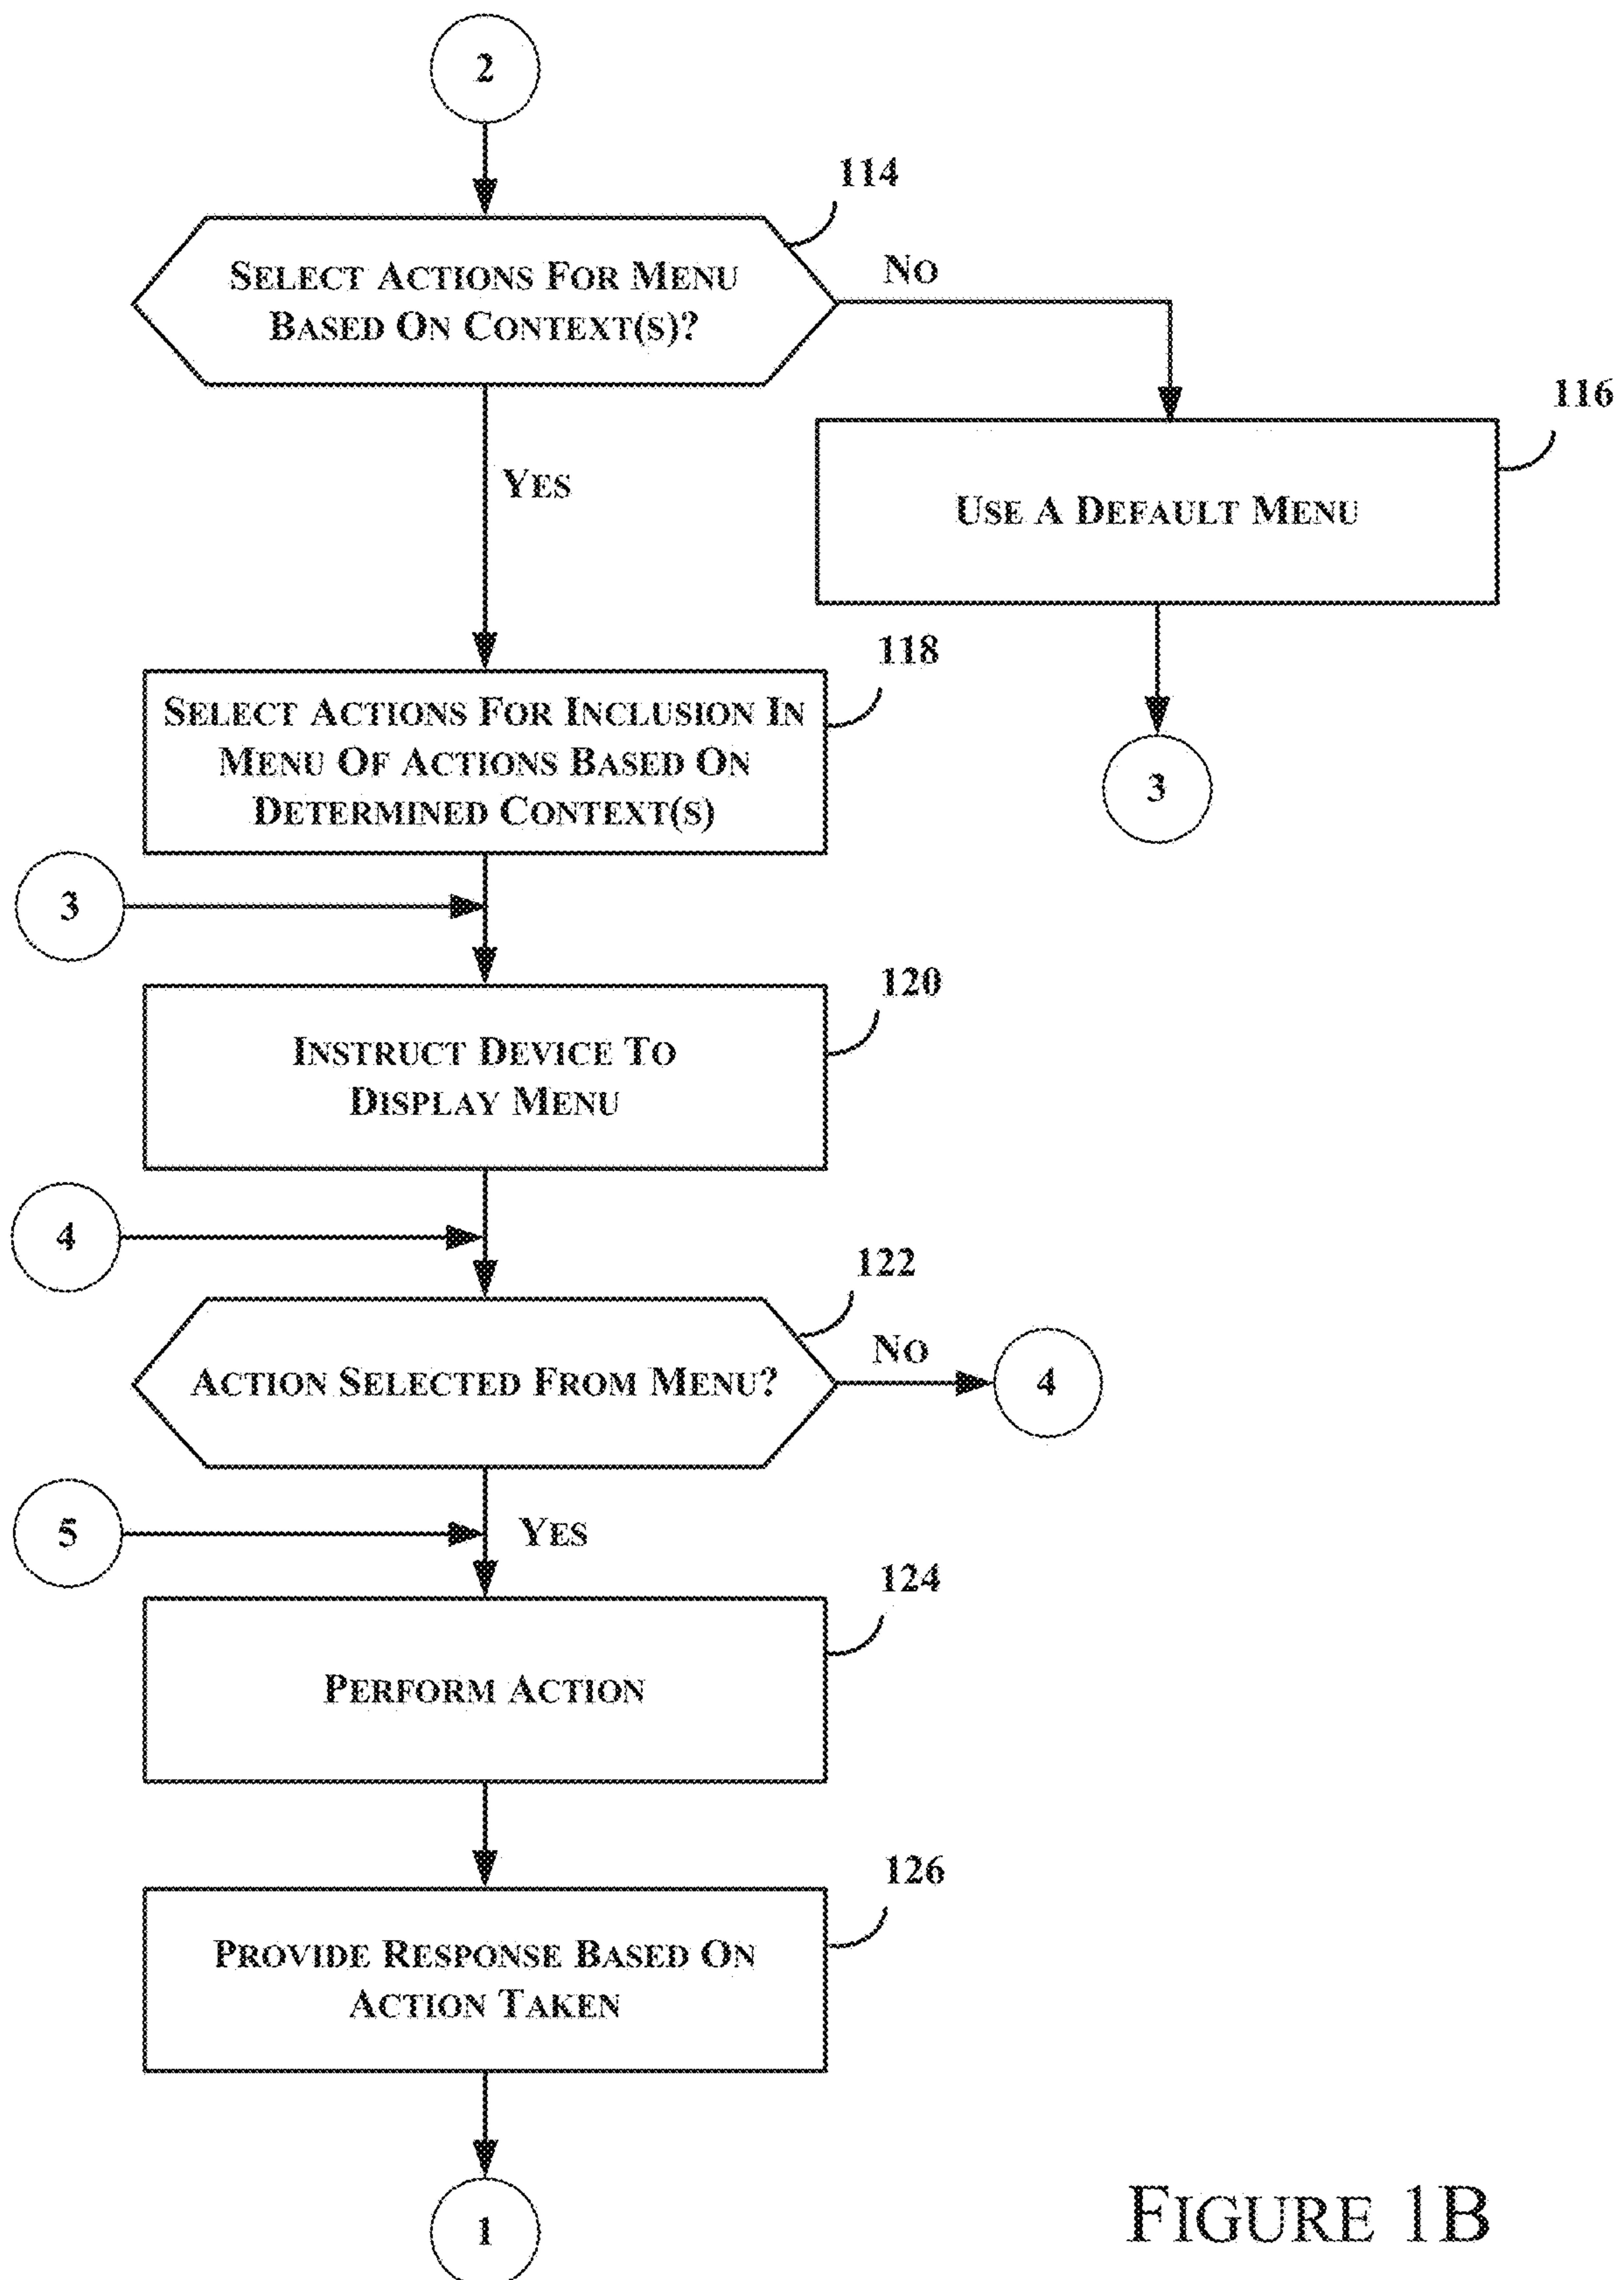 2
114
SELECT ACTIONS FOR MENU
BASED ON CONTEXT(S)?
NO
116
YES
USE A DEFAULT MENU
118
SELECT ACTIONS FOR INCLUSION IN
MENU OF ACTIONS BASED ON
DETERMINED CONTEXT(S)
3
3
120
INSTRUCT DEVICE TO
DISPLAY MENU
4
122
ACTION SELECTED FROM MENU?
NO
4
5
YES
124
PERFORM ACTION
126
PROVIDE RESPONSE BASED ON
ACTION TAKEN
1
FIGURE 1B